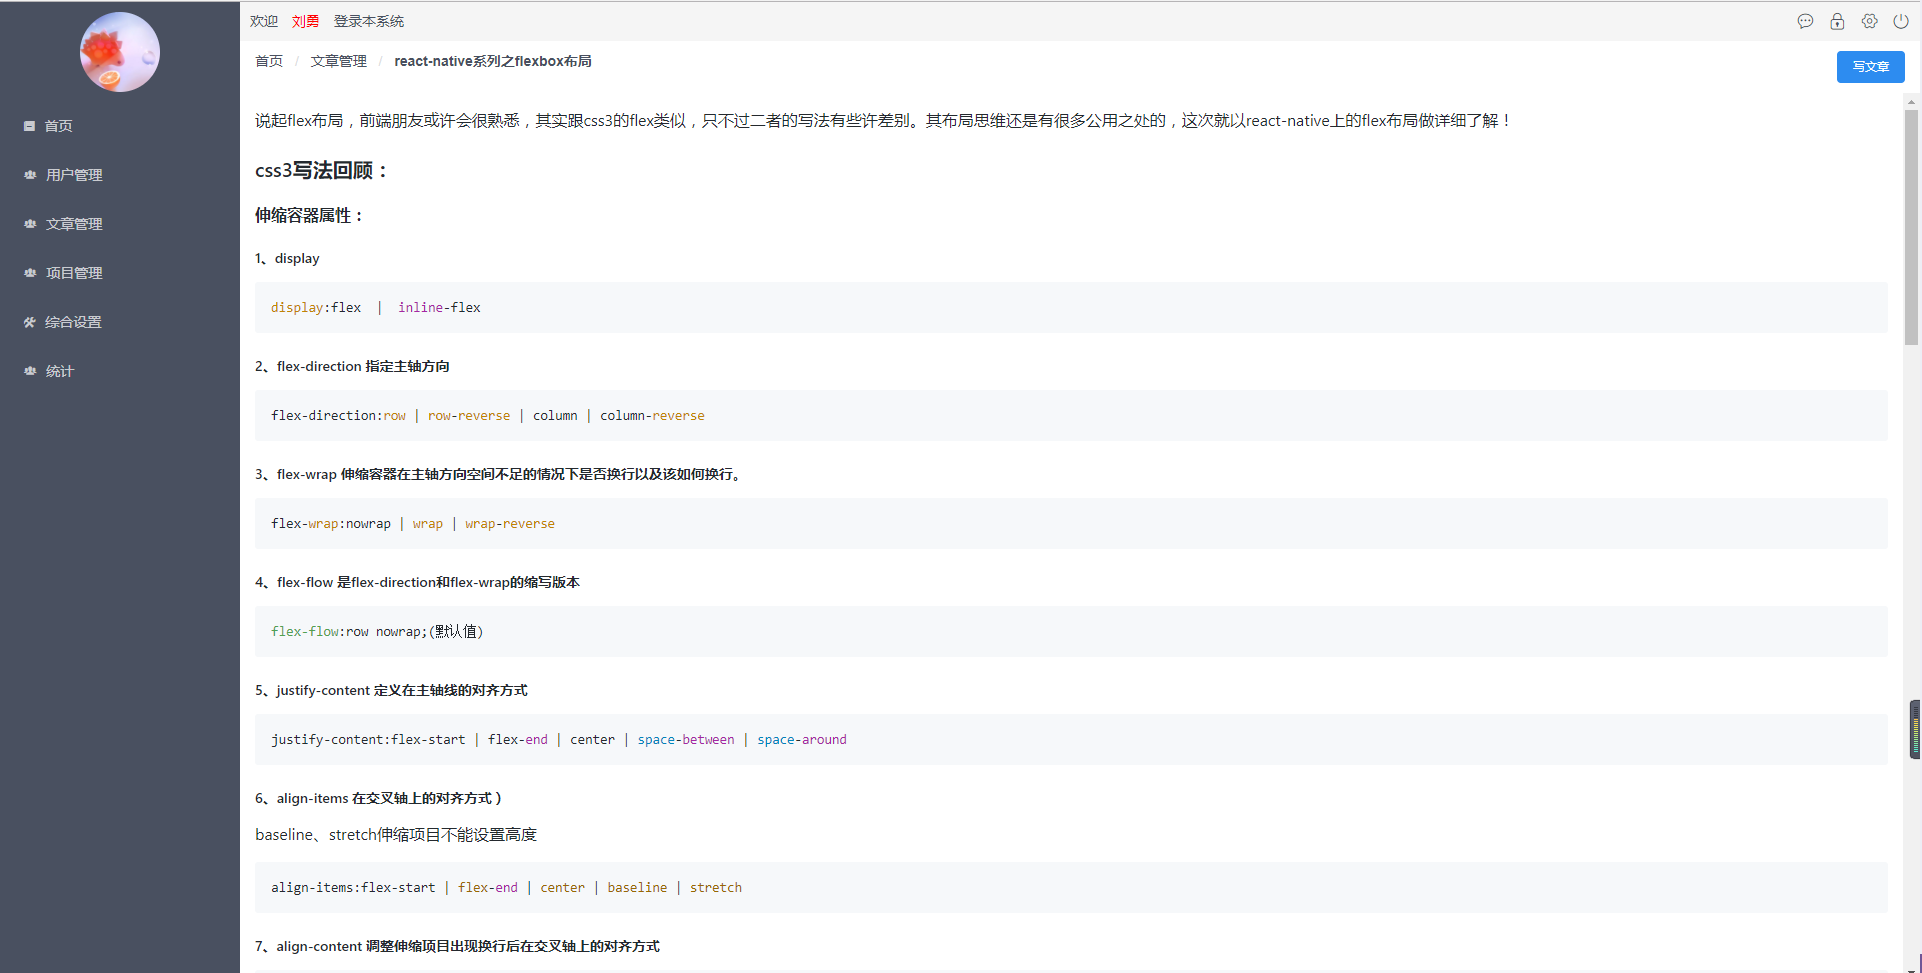 欢迎 刘勇 登录本系统
首页
用户管理
文章管理
项目管理
综合设置
统计
首页 / 文章管理 / react-native系列之flexbox布局
写文章
说起flex布局，前端朋友或许会很熟悉，其实跟css3的flex类似，只不过二者的写法有些许差别。其布局思维还是有很多公用之处的，这次就以react-native上的flex布局做详细了解！
css3写法回顾：
伸缩容器属性：
1、display
display:flex | inline-flex
2、flex-direction 指定主轴方向
flex-direction:row | row-reverse | column | column-reverse
3、flex-wrap 伸缩容器在主轴方向空间不足的情况下是否换行以及该如何换行。
flex-wrap:nowrap | wrap | wrap-reverse
4、flex-flow 是flex-direction和flex-wrap的缩写版本
flex-flow:row nowrap;(默认值)
5、justify-content 定义在主轴线的对齐方式
justify-content:flex-start | flex-end | center | space-between | space-around
6、align-items 在交叉轴上的对齐方式）
baseline、stretch伸缩项目不能设置高度
align-items:flex-start | flex-end | center | baseline | stretch
7、align-content 调整伸缩项目出现换行后在交叉轴上的对齐方式